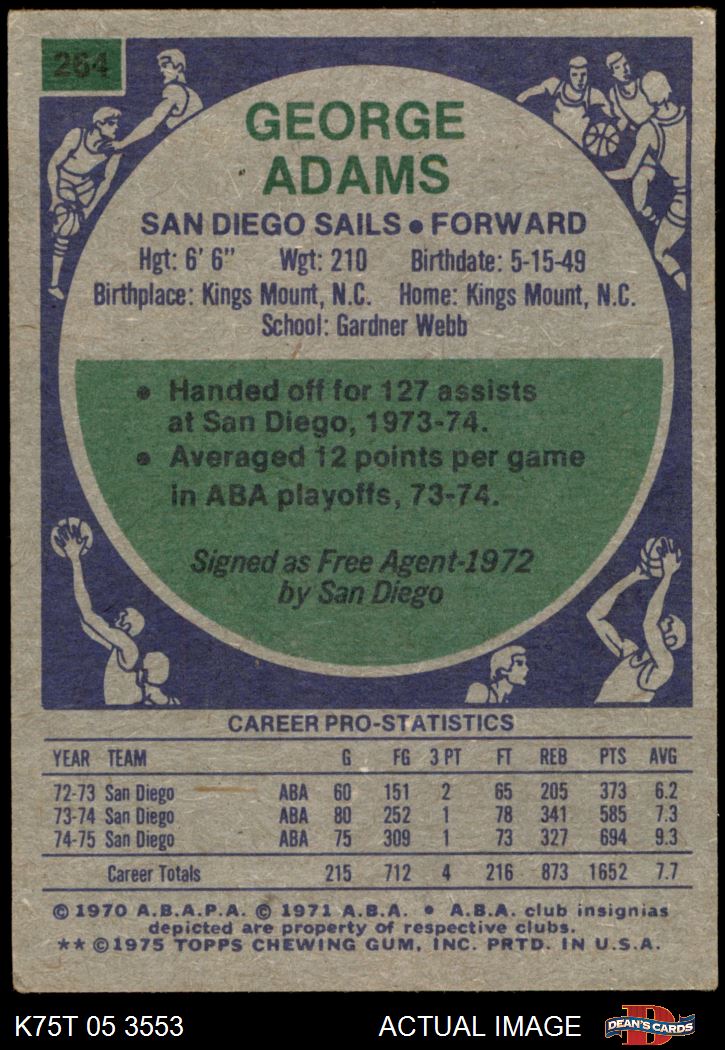 264
GEORGE
ADAMS
SAN DIEGO SAILS • FORWARD
Hgt: 6' 6" Wgt: 210 Birthdate: 5-15-49
Birthplace: Kings Mount, N.C. Home: Kings Mount, N.C.
School: Gardner Webb
• Handed off for 127 assists
at San Diego, 1973-74.
• Averaged 12 points per game
in ABA playoffs, 73-74.
Signed as Free Agent-1972
by San Diego
CAREER PRO-STATISTICS
YEAR TEAM G FG 3 PT FT REB PTS AVG
72-73 San Diego ABA 60 151 2 65 205 373 6.2
73-74 San Diego ABA 80 252 1 78 341 585 7.3
74-75 San Diego ABA 75 309 1 73 327 694 9.3
Career Totals 215 712 4 216 873 1652 7.7
© 1970 A.B.A.P.A. © 1971 A.B.A. • A.B.A. club insignias
depicted are property of respective clubs.
** © 1975 TOPPS CHEWING GUM, INC. PRTD. IN U.S.A.
K75T 05 3553 ACTUAL IMAGE D DEAN'S CARDS